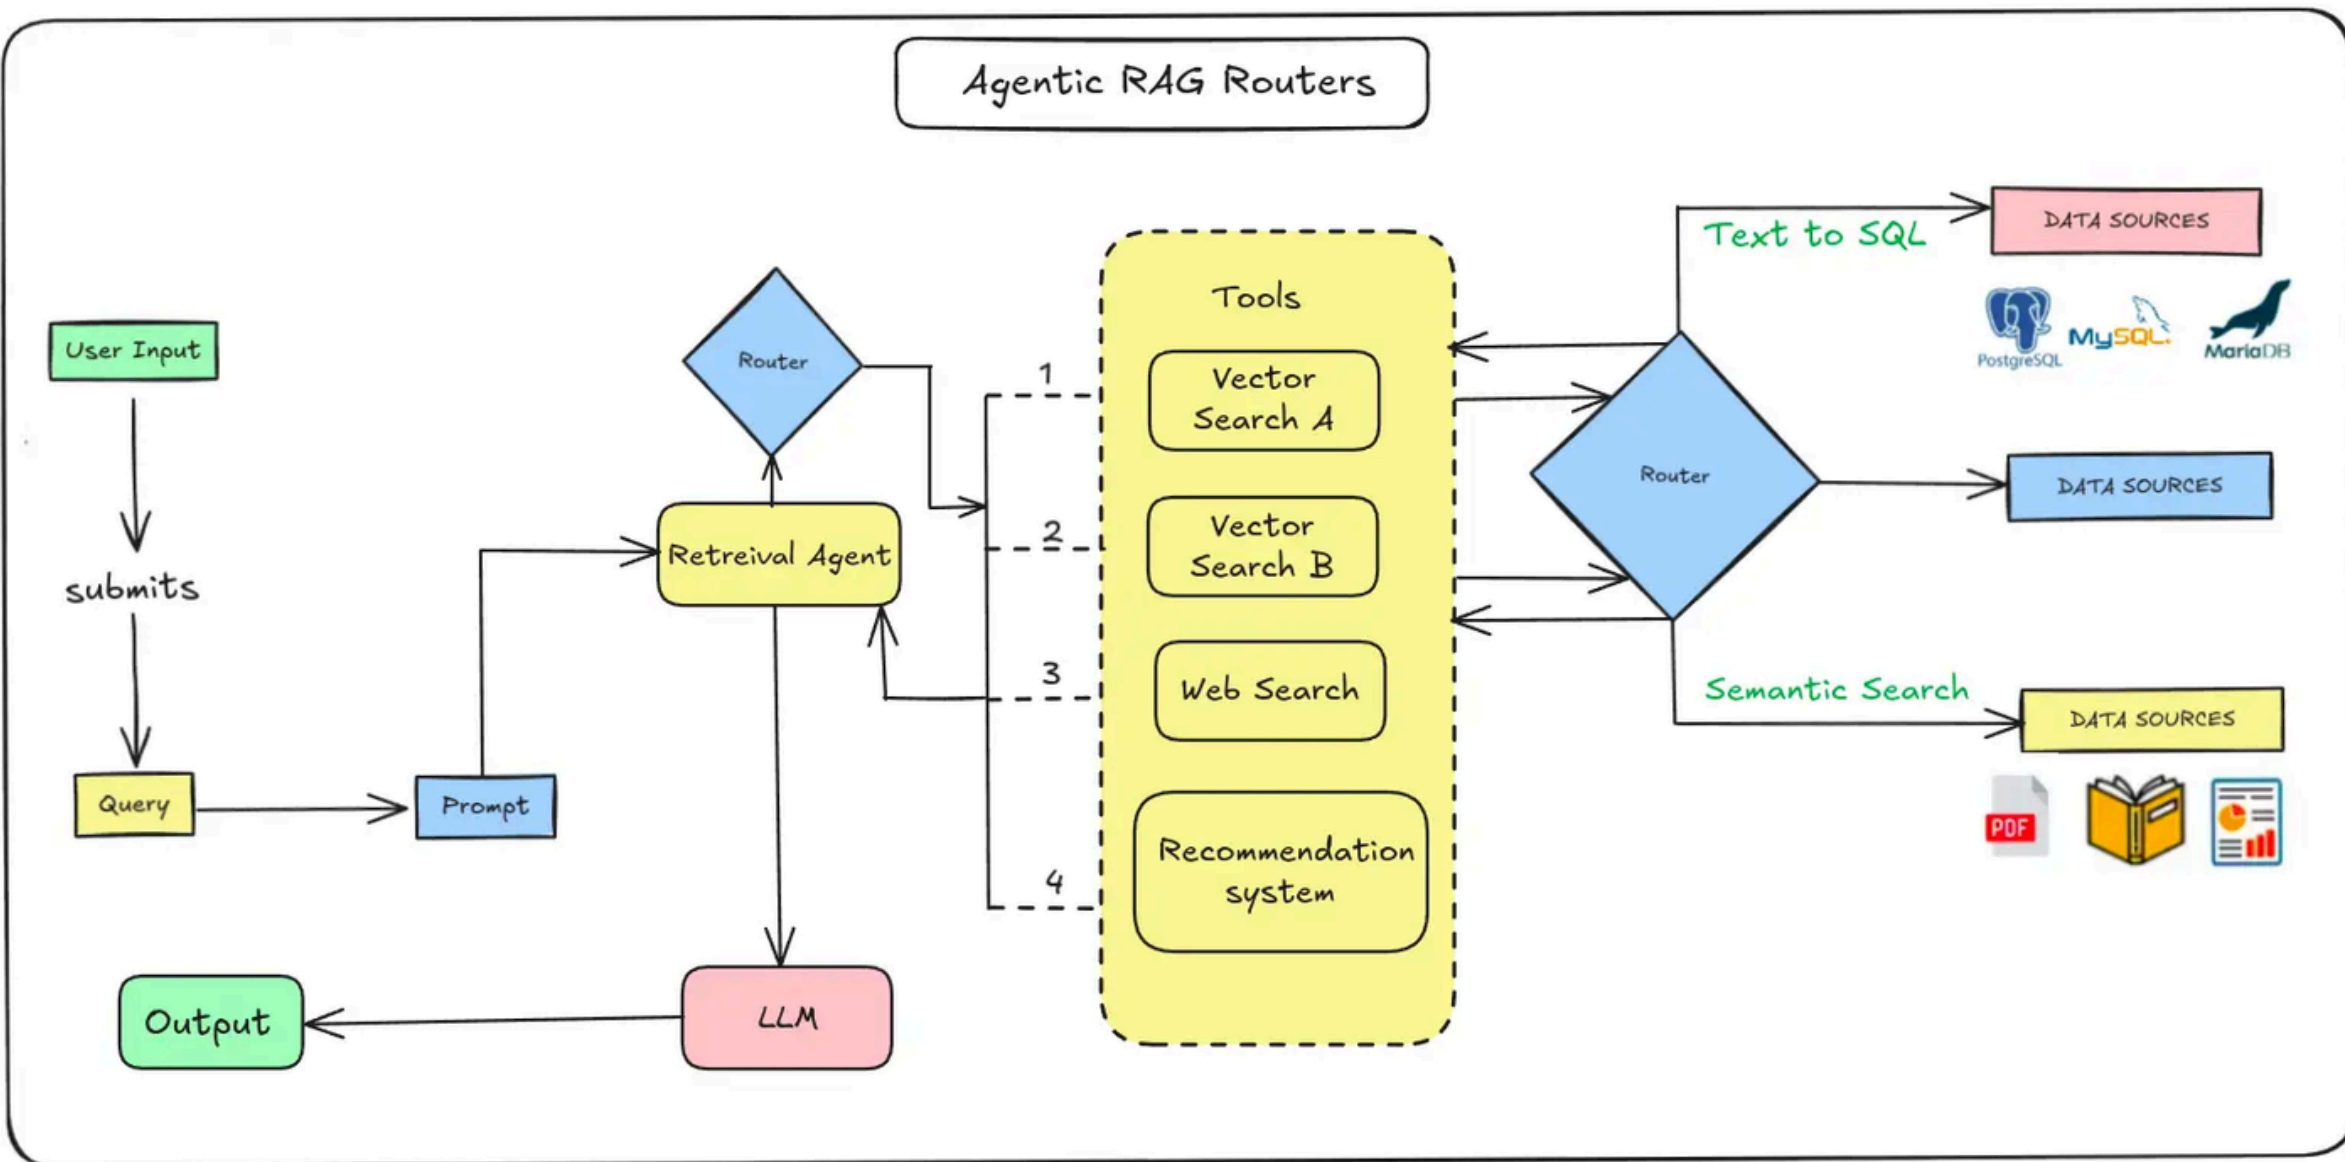 Agentic RAG Routers
User Input
submits
Query
Prompt
Retreival Agent
Router
LLM
Output
1
2
3
4
Tools
Vector
Search A
Vector
Search B
Web Search
Recommendation
system
Router
Text to SQL
DATA SOURCES
PostgreSQL
MySQL
MariaDB
DATA SOURCES
Semantic Search
DATA SOURCES
PDF